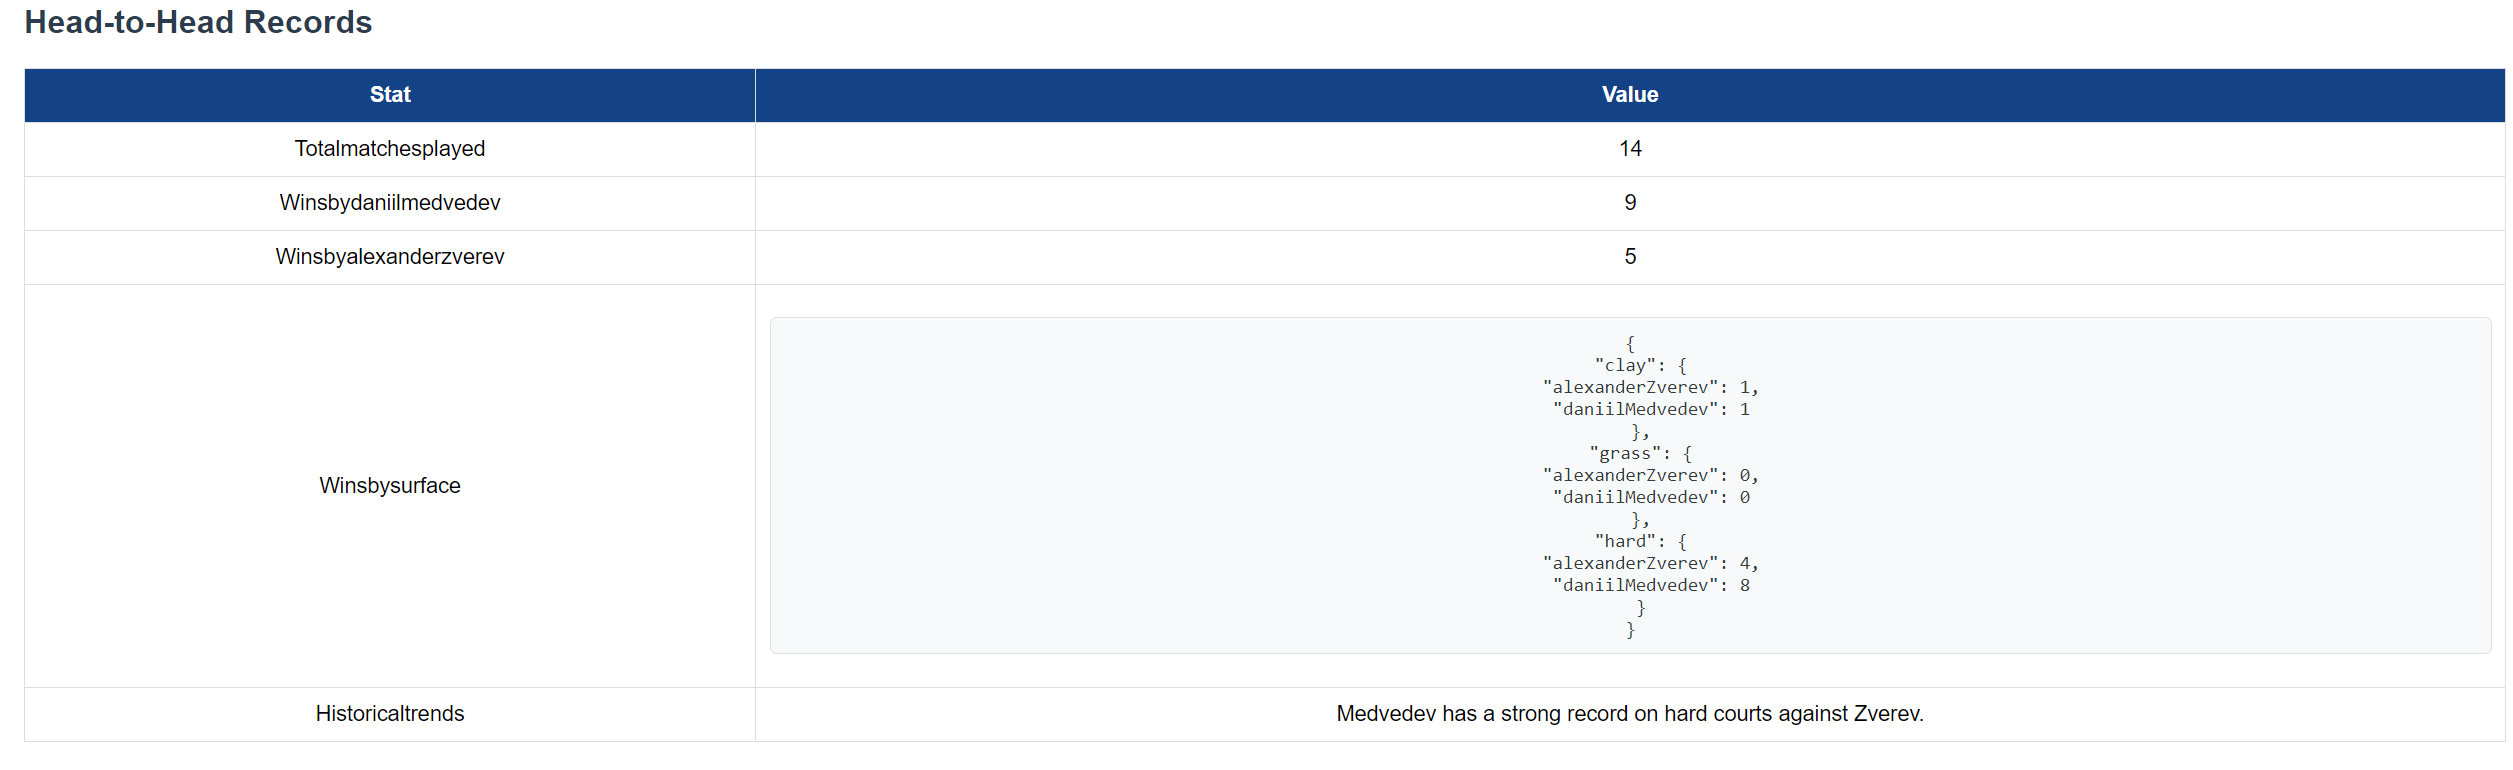 Head-to-Head Records
Stat Value
Totalmatchesplayed 14
Winsbydaniilmedvedev 9
Winsbyalexanderzverev 5
Winsbysurface
{
"clay": {
"alexanderZverev": 1,
"daniilMedvedev": 1
},
"grass": {
"alexanderZverev": 0,
"daniilMedvedev": 0
},
"hard": {
"alexanderZverev": 4,
"daniilMedvedev": 8
}
}
Historicaltrends Medvedev has a strong record on hard courts against Zverev.